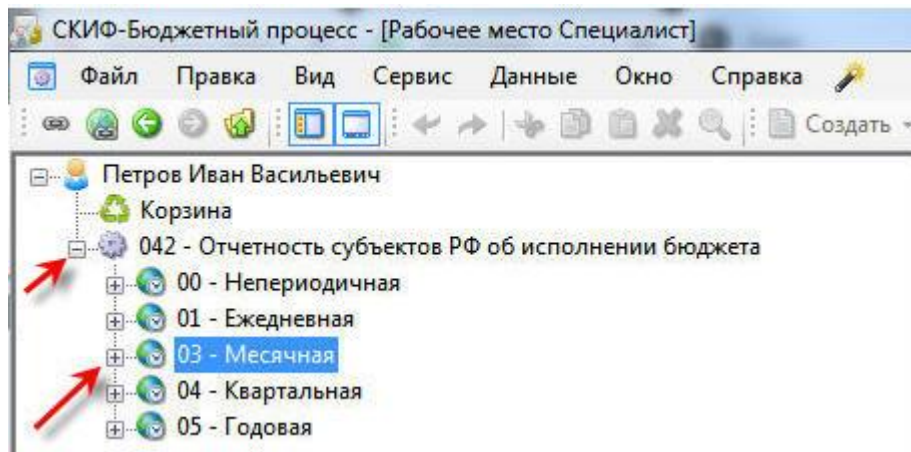 СКИФ-Бюджетный процесс - [Рабочее место Специалист]
Файл Правка Вид Сервис Данные Окно Справка
Создать
Петров Иван Васильевич
Корзина
042 - Отчетность субъектов РФ об исполнении бюджета
00 - Непериодичная
01 - Ежедневная
03 - Месячная
04 - Квартальная
05 - Годовая